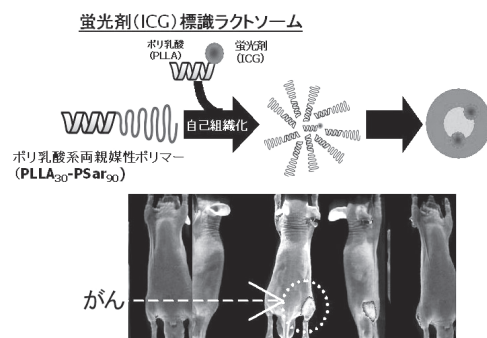 蛍光剤(ICG)標識ラクトソーム
ポリ乳酸
(PLLA)
蛍光剤
(ICG)
自己組織化
ポリ乳酸系両親媒性ポリマー
(PLLA30-PSar90)
がん